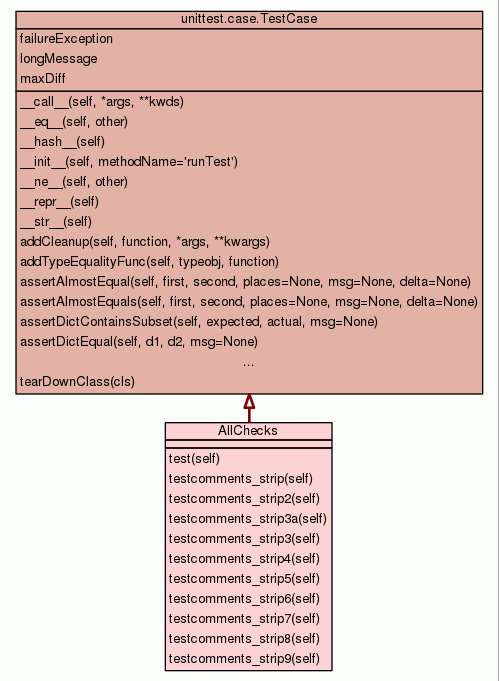 unittest.case.TestCase
failureException
longMessage
maxDiff
__call__(self, *args, **kwds)
__eq__(self, other)
__hash__(self)
__init__(self, methodName='runTest')
__ne__(self, other)
__repr__(self)
__str__(self)
addCleanup(self, function, *args, **kwargs)
addTypeEqualityFunc(self, typeobj, function)
assertAlmostEqual(self, first, second, places=None, msg=None, delta=None)
assertAlmostEquals(self, first, second, places=None, msg=None, delta=None)
assertDictContainsSubset(self, expected, actual, msg=None)
assertDictEqual(self, d1, d2, msg=None)
...
tearDownClass(cls)
AllChecks
test(self)
testcomments_strip(self)
testcomments_strip2(self)
testcomments_strip3a(self)
testcomments_strip3(self)
testcomments_strip4(self)
testcomments_strip5(self)
testcomments_strip6(self)
testcomments_strip7(self)
testcomments_strip8(self)
testcomments_strip9(self)